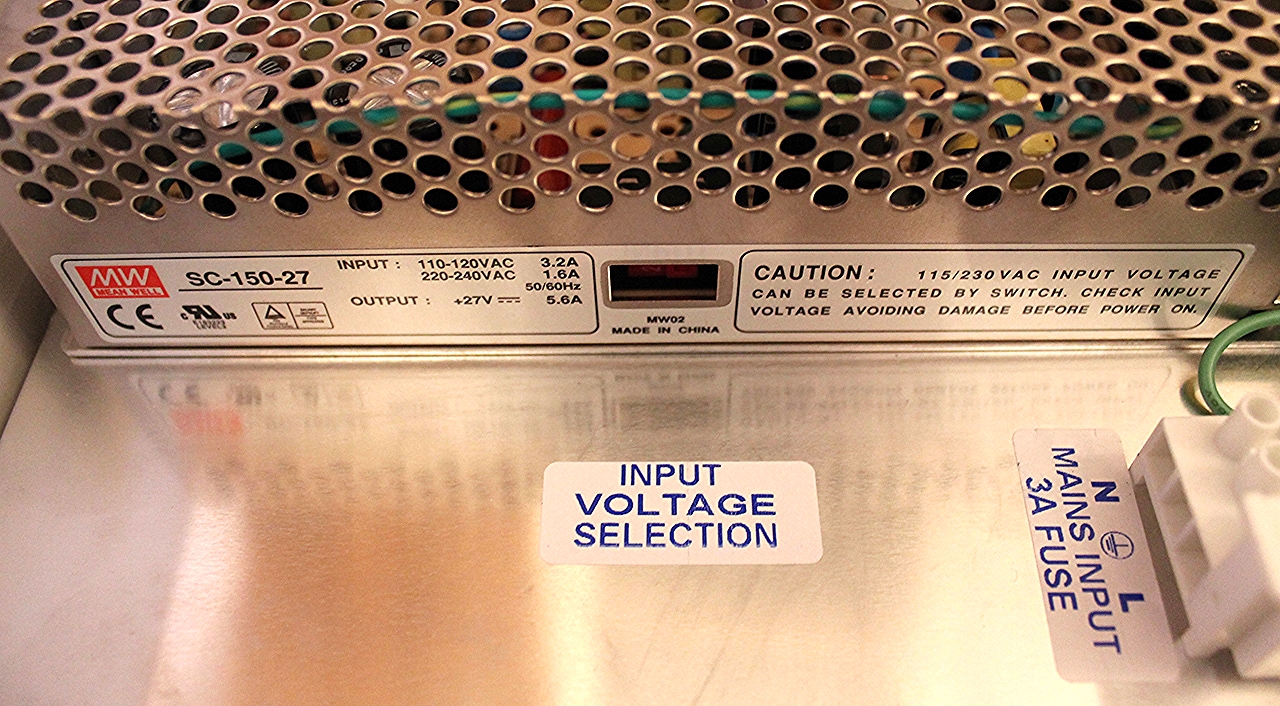 MW
MEAN WELL
SC-150-27
INPUT : 110-120VAC 3.2A
220-240VAC 1.6A
50/60Hz
OUTPUT : +27V 5.6A
CE
c US
MW02
MADE IN CHINA
CAUTION : 115/230VAC INPUT VOLTAGE
CAN BE SELECTED BY SWITCH. CHECK INPUT
VOLTAGE AVOIDING DAMAGE BEFORE POWER ON.
INPUT
VOLTAGE
SELECTION
N L
MAINS INPUT
3A FUSE